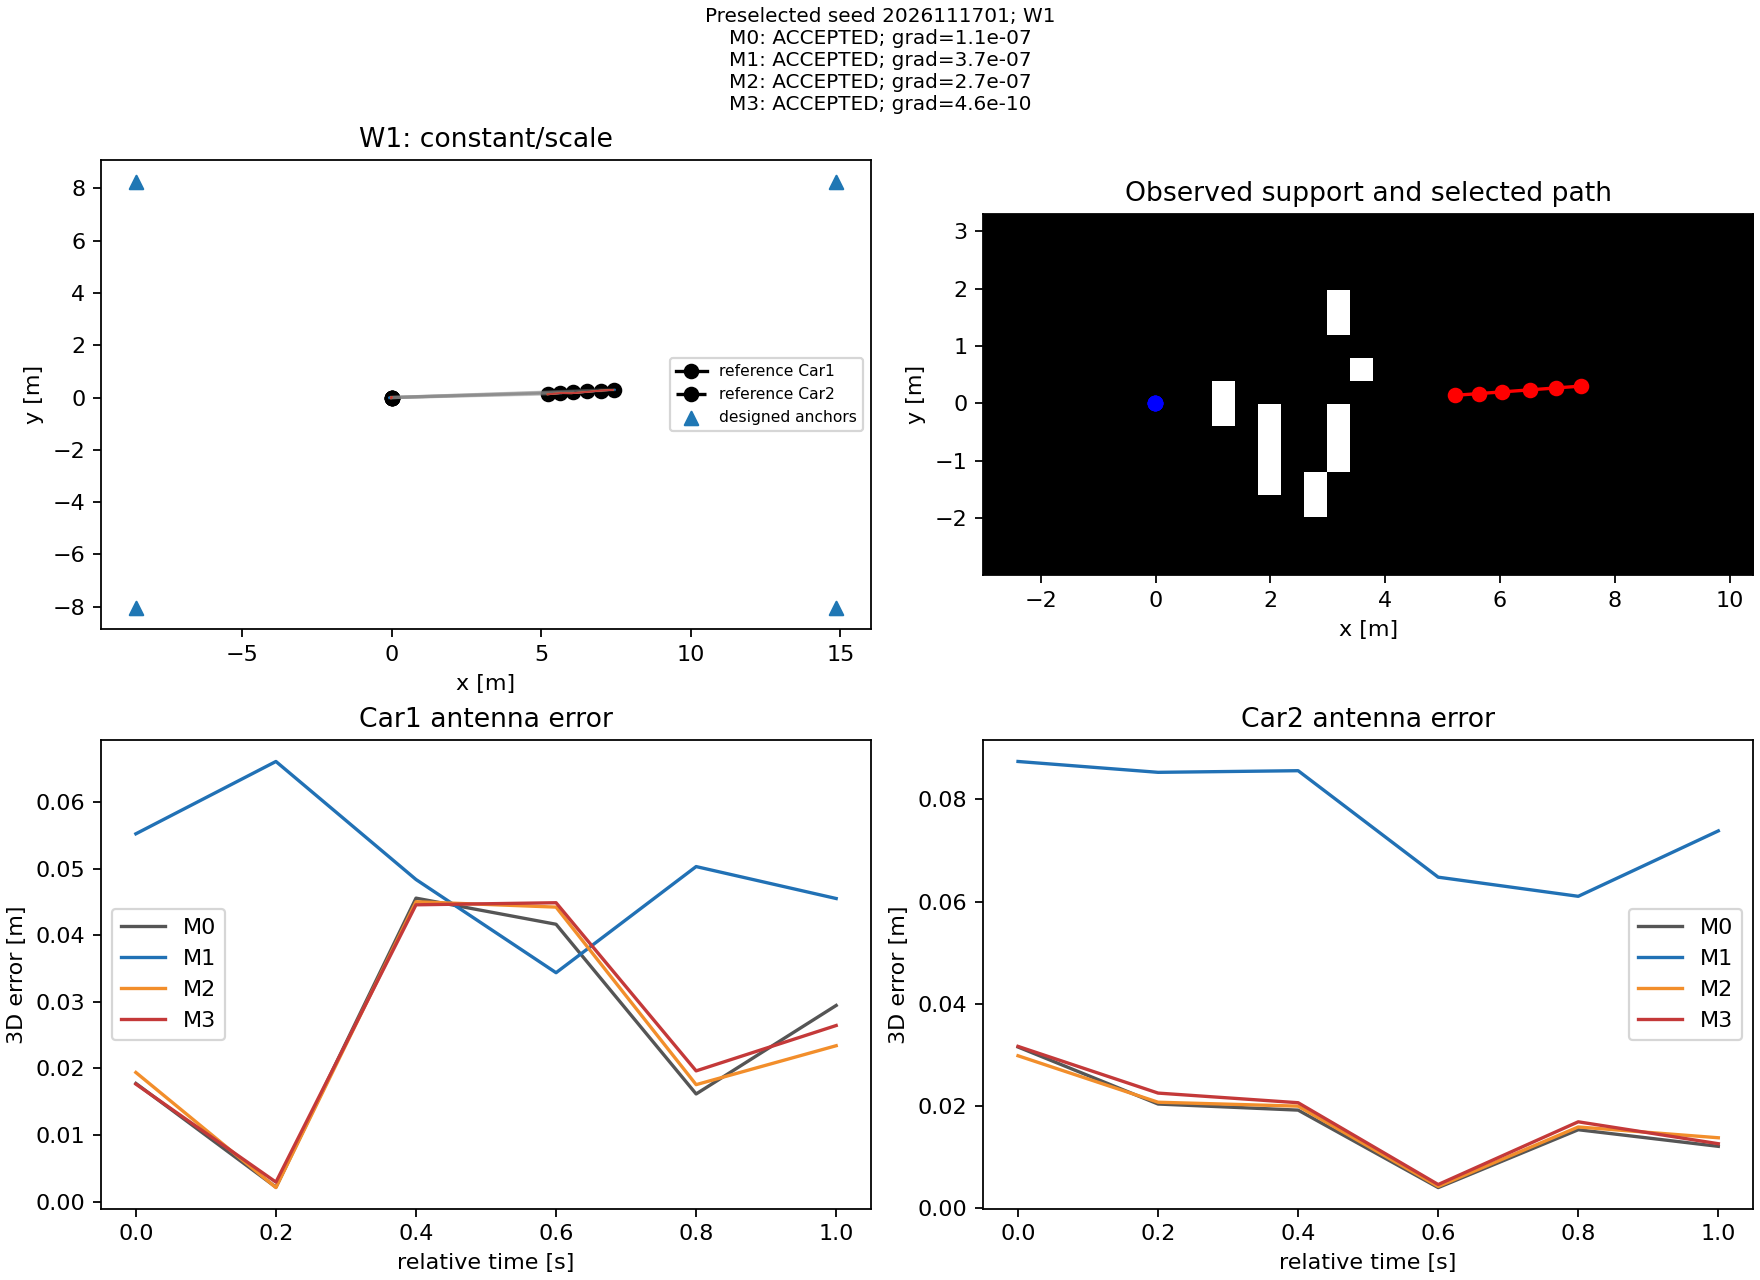 Preselected seed 2026111701; W1
M0: ACCEPTED; grad=1.1e-07
M1: ACCEPTED; grad=3.7e-07
M2: ACCEPTED; grad=2.7e-07
M3: ACCEPTED; grad=4.6e-10
W1: constant/scale
8
6
4
2
0
−2
−4
−6
−8
y [m]
−5
0
5
10
15
x [m]
reference Car1
reference Car2
designed anchors
Observed support and selected path
3
2
1
0
−1
−2
y [m]
−2
0
2
4
6
8
10
x [m]
Car1 antenna error
0.06
0.05
0.04
0.03
0.02
0.01
0.00
3D error [m]
M0
M1
M2
M3
0.0
0.2
0.4
0.6
0.8
1.0
relative time [s]
Car2 antenna error
0.08
0.06
0.04
0.02
0.00
3D error [m]
M0
M1
M2
M3
0.0
0.2
0.4
0.6
0.8
1.0
relative time [s]